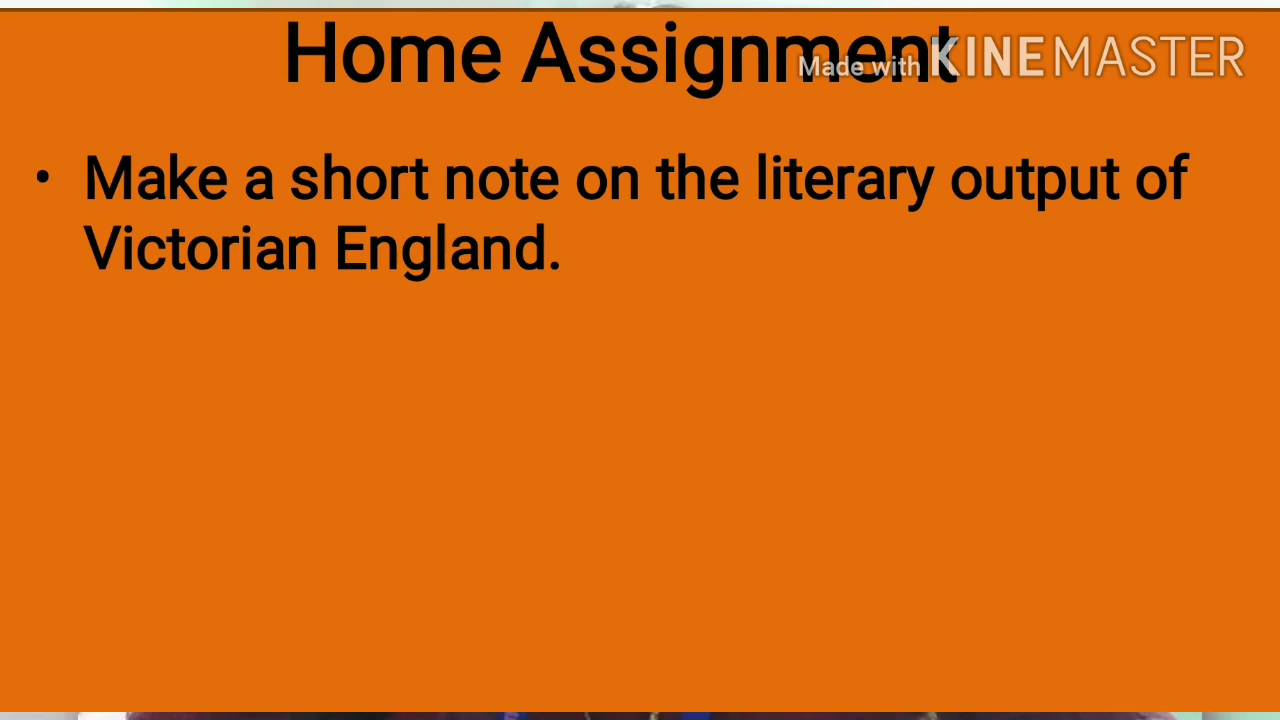 Home Assignment
Made with KINEMASTER
• Make a short note on the literary output of
Victorian England.